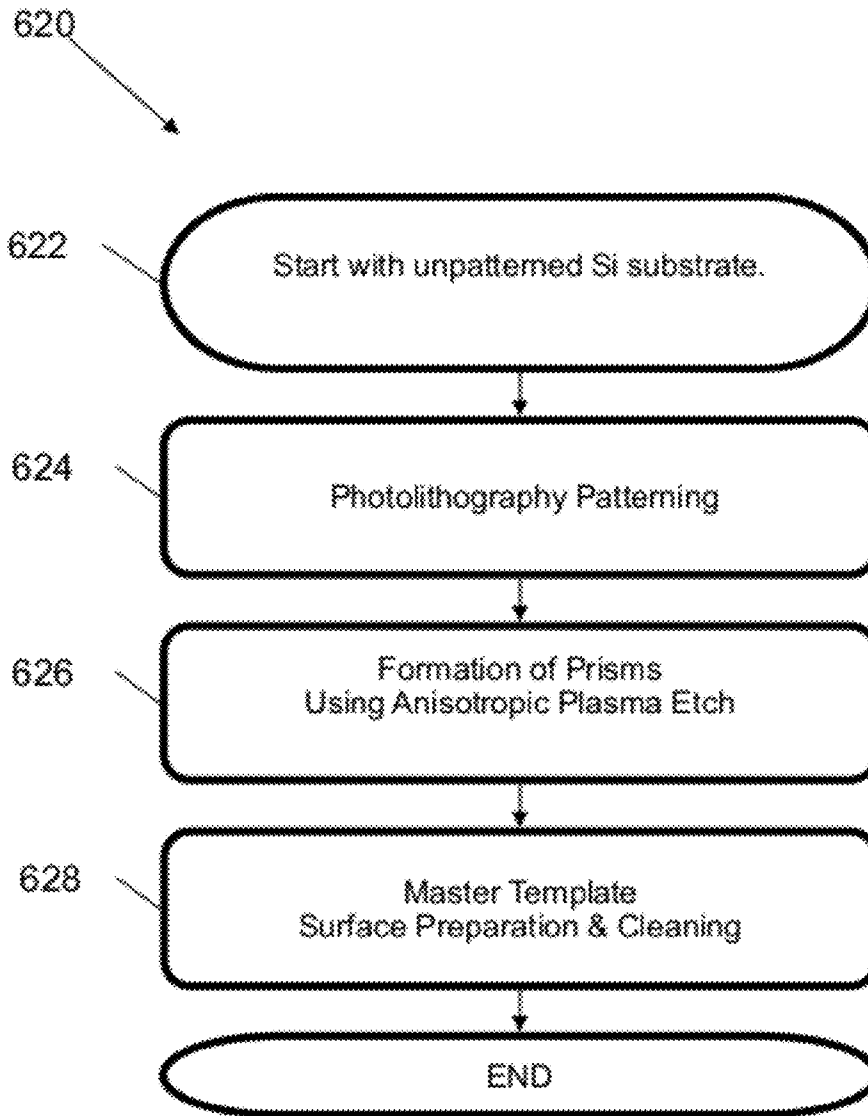 620
622
Start with unpatterned Si substrate.
624
Photolithography Patterning
626
Formation of Prisms
Using Anisotropic Plasma Etch
628
Master Template
Surface Preparation & Cleaning
END